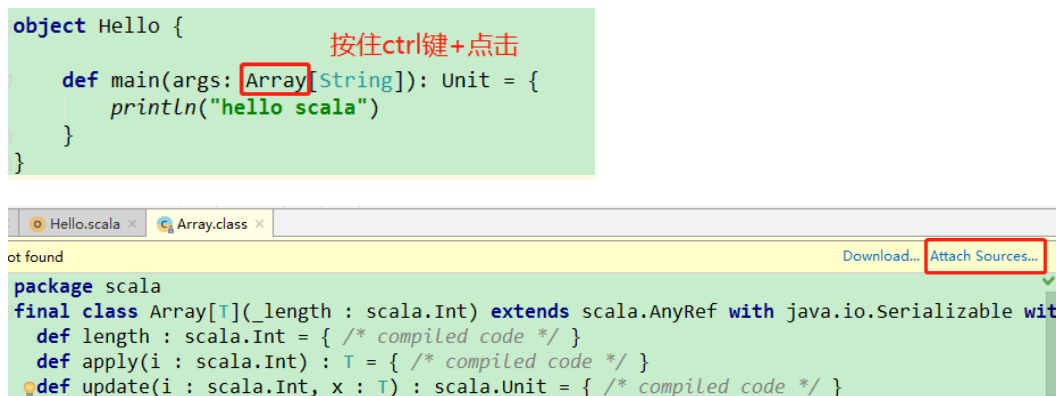 object Hello {
按住ctrl键+点击
def main(args: Array[String]): Unit = {
println("hello scala")
}
}
Hello.scala × Array.class ×
ot found Download... Attach Sources...
package scala
final class Array[T](_length : scala.Int) extends scala.AnyRef with java.io.Serializable wit
def length : scala.Int = { /* compiled code */ }
def apply(i : scala.Int) : T = { /* compiled code */ }
def update(i : scala.Int, x : T) : scala.Unit = { /* compiled code */ }